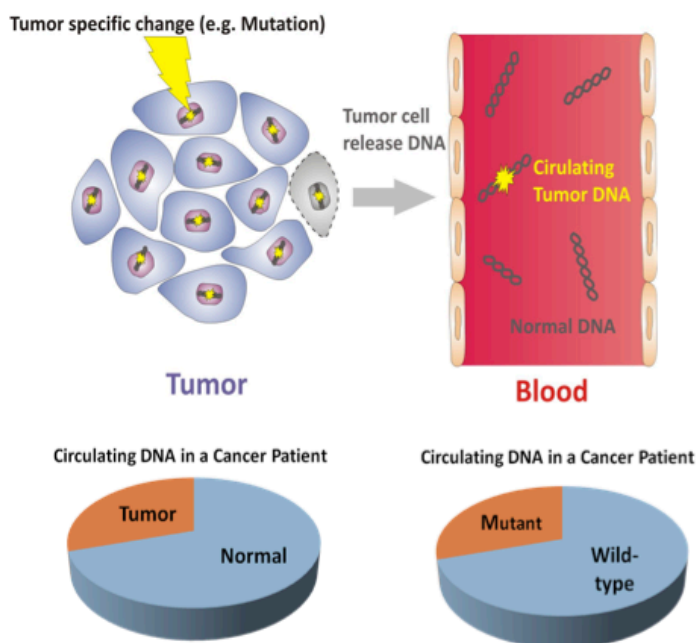 Tumor specific change (e.g. Mutation)
Tumor cell
release DNA
Cirulating
Tumor DNA
Normal DNA
Tumor
Blood
Circulating DNA in a Cancer Patient
Tumor
Normal
Circulating DNA in a Cancer Patient
Mutant
Wild-
type